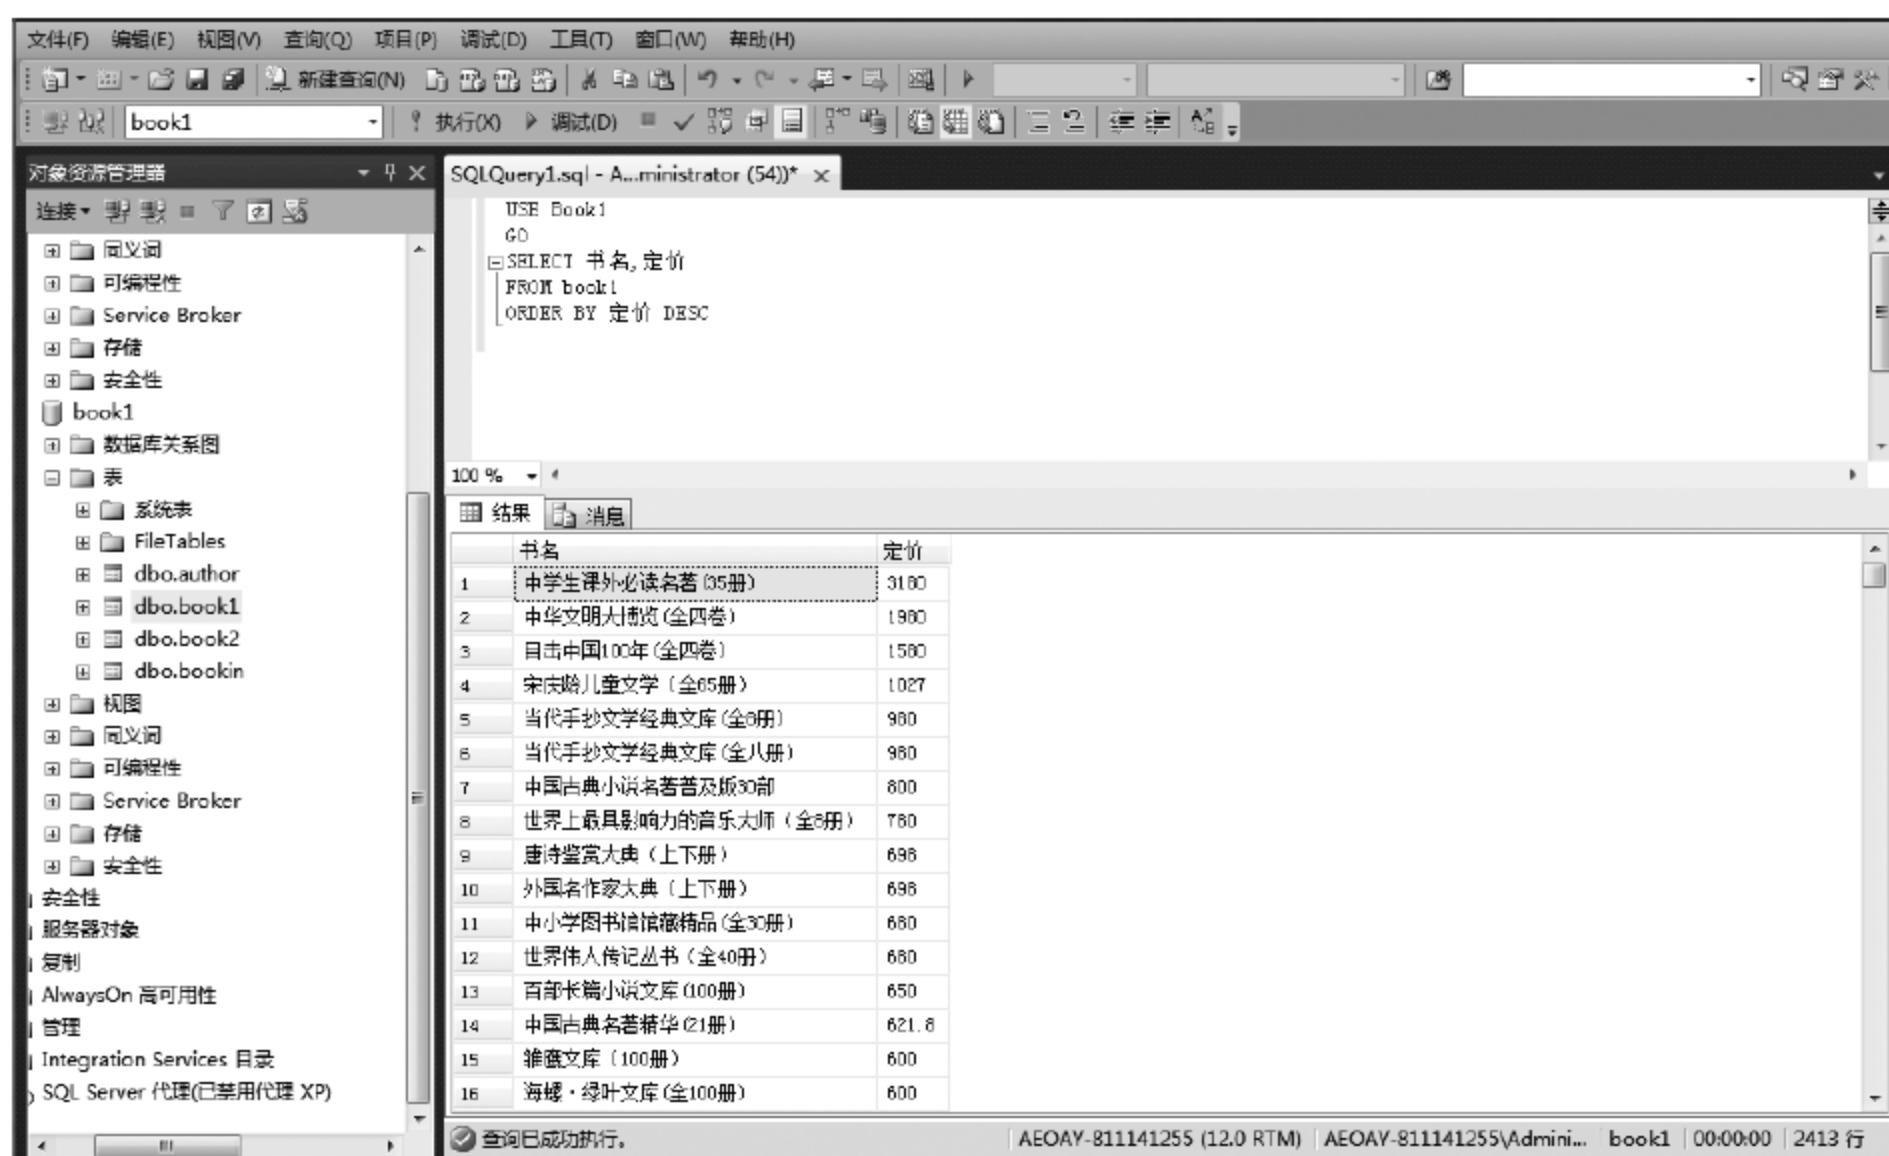 文件(F) 编辑(E) 视图(V) 查询(Q) 项目(P) 调试(D) 工具(T) 窗口(W) 帮助(H)
新建查询(N)
book1 执行(X) 调试(D)
对象资源管理器
连接
同义词
可编程性
Service Broker
存储
安全性
book1
数据库关系图
表
系统表
FileTables
dbo.author
dbo.book1
dbo.book2
dbo.bookin
视图
同义词
可编程性
Service Broker
存储
安全性
安全性
服务器对象
复制
AlwaysOn 高可用性
管理
Integration Services 目录
SQL Server 代理(已禁用代理 XP)
SQLQuery1.sql - A...ministrator (54))*
USE Book1
GO
SELECT 书名,定价
FROM book1
ORDER BY 定价 DESC
100 %
结果 消息
书名 定价
1 中学生课外必读名著(35册) 3180
2 中华文明大博览(全四卷) 1980
3 目击中国100年(全四卷) 1580
4 宋庆龄儿童文学（全65册） 1027
5 当代手抄文学经典文库(全8册) 980
6 当代手抄文学经典文库(全八册) 980
7 中国古典小说名著普及版30部 800
8 世界上最具影响力的音乐大师（全8册） 780
9 唐诗鉴赏大典（上下册） 698
10 外国名作家大典（上下册） 698
11 中小学图书馆馆藏精品(全30册) 680
12 世界伟人传记丛书（全40册） 680
13 百部长篇小说文库(100册) 650
14 中国古典名著精华(21册) 621.8
15 雏鹰文库（100册） 600
16 海螺·绿叶文库(全100册) 600
查询已成功执行。 AEOAY-811141255 (12.0 RTM) AEOAY-811141255\Admini... book1 00:00:00 2413 行